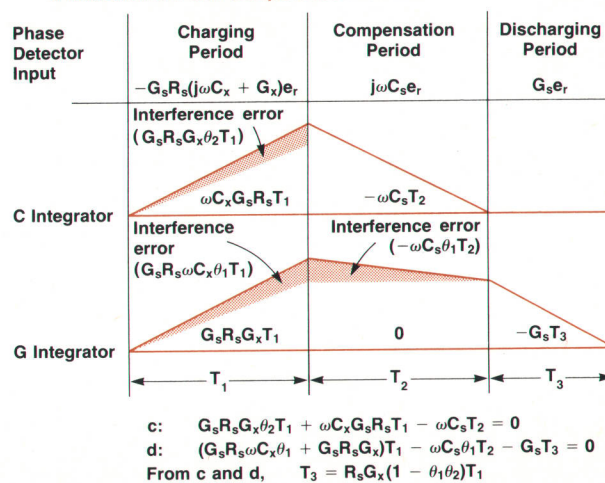 Phase Detector Input
Charging Period
Compensation Period
Discharging Period
−GₛRₛ(jωCₓ + Gₓ)eᵣ
jωCₛeᵣ
Gₛeᵣ
Interference error
(GₛRₛGₓθ₂T₁)
ωCₓGₛRₛT₁
−ωCₛT₂
C Integrator
Interference error
(GₛRₛωCₓθ₁T₁)
Interference error
(−ωCₛθ₁T₂)
GₛRₛGₓT₁
0
−GₛT₃
G Integrator
T₁
T₂
T₃
c: GₛRₛGₓθ₂T₁ + ωCₓGₛRₛT₁ − ωCₛT₂ = 0
d: (GₛRₛωCₓθ₁ + GₛRₛGₓ)T₁ − ωCₛθ₁T₂ − GₛT₃ = 0
From c and d, T₃ = RₛGₓ(1 − θ₁θ₂)T₁